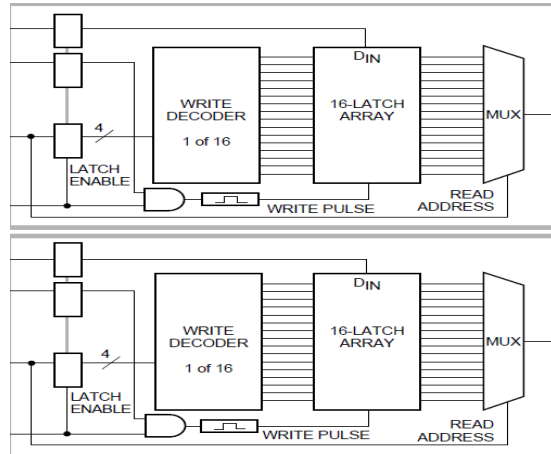 DIN
WRITE
DECODER
1 of 16
16-LATCH
ARRAY
MUX
4
LATCH
ENABLE
WRITE PULSE
READ
ADDRESS
DIN
WRITE
DECODER
1 of 16
16-LATCH
ARRAY
MUX
4
LATCH
ENABLE
WRITE PULSE
READ
ADDRESS